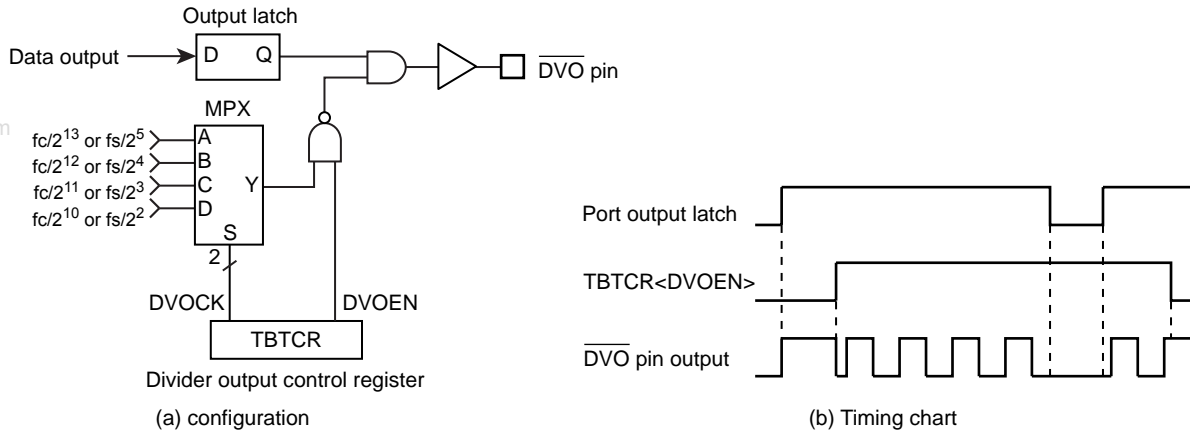 Output latch
Data output
D Q
DVO pin
MPX
m
fc/2^13 or fs/2^5
A
fc/2^12 or fs/2^4
B
fc/2^11 or fs/2^3
C
Y
fc/2^10 or fs/2^2
D
S
2
DVOCK
DVOEN
TBTCR
Divider output control register
(a) configuration
Port output latch
TBTCR<DVOEN>
DVO pin output
(b) Timing chart